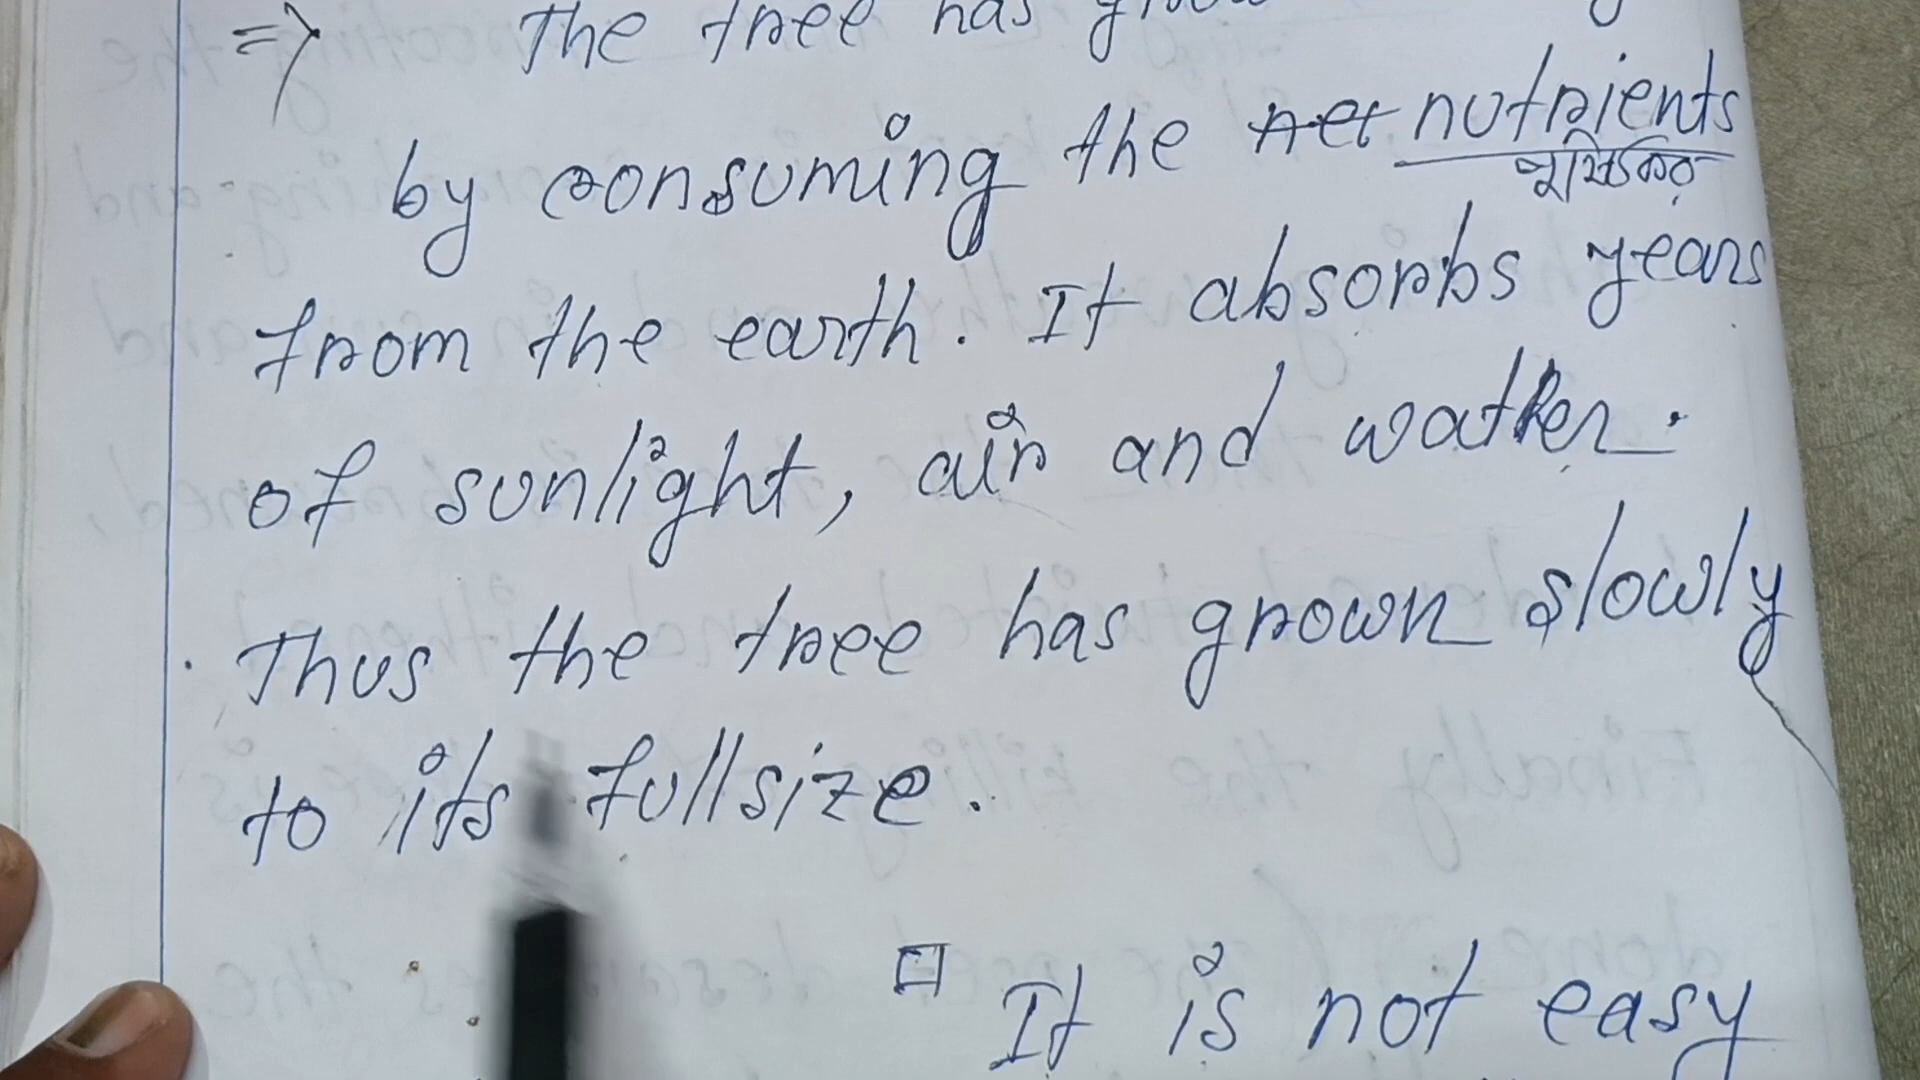 => The tree has
by consuming the nutrients
পুষ্টিকর
from the earth. It absorbs years
of sunlight, air and water.
Thus the tree has grown slowly
to its fullsize.
It is not easy